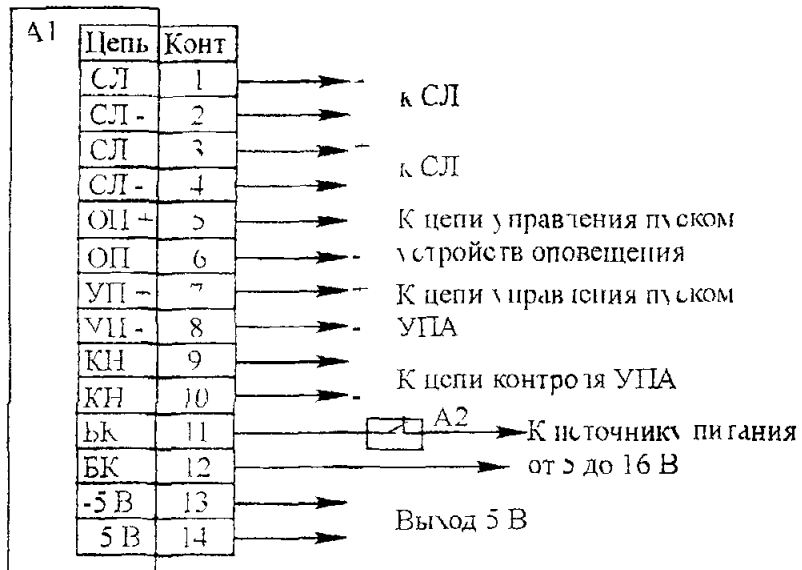 A1
Цепь Конт
СЛ 1
СЛ - 2
СЛ 3
СЛ - 4
ОП + 5
ОП 6
УП - 7
УП - 8
КН 9
КН 10
БК 11
БК 12
-5 В 13
5 В 14
к СЛ
к СЛ
К цепи управления пуском
устройств оповещения
К цепи управления пуском
УПА
К цепи контроля УПА
A2
К источнику питания
от 5 до 16 В
Выход 5 В